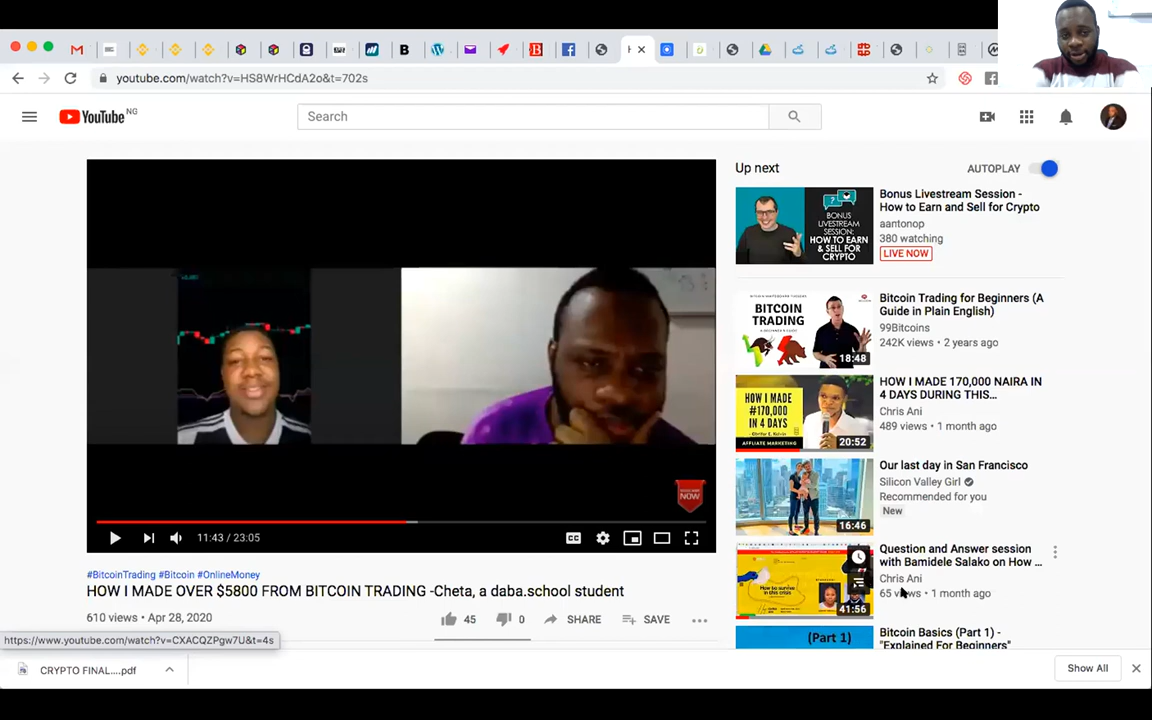 youtube.com/watch?v=HS8WrHCdA2o&t=702s
YouTube NG
Search
Up next
AUTOPLAY
BONUS
LIVESTREAM
SESSION:
HOW TO EARN
& SELL FOR
CRYPTO
Bonus Livestream Session -
How to Earn and Sell for Crypto
aantonop
380 watching
LIVE NOW
BITCOIN
TRADING
18:48
Bitcoin Trading for Beginners (A
Guide in Plain English)
99Bitcoins
242K views • 2 years ago
HOW I MADE
#170,000
IN 4 DAYS
AFFILIATE MARKETING
20:52
HOW I MADE 170,000 NAIRA IN
4 DAYS DURING THIS...
Chris Ani
489 views • 1 month ago
16:46
Our last day in San Francisco
Silicon Valley Girl
Recommended for you
New
41:56
Question and Answer session
with Bamidele Salako on How ...
Chris Ani
65 views • 1 month ago
(Part 1)
Bitcoin Basics (Part 1) -
"Explained For Beginners"
NOW
11:43 / 23:05
#BitcoinTrading #Bitcoin #OnlineMoney
HOW I MADE OVER $5800 FROM BITCOIN TRADING -Cheta, a daba.school student
610 views • Apr 28, 2020
45
0
SHARE
SAVE
https://www.youtube.com/watch?v=CXACQZPgw7U&t=4s
CRYPTO FINAL....pdf
Show All